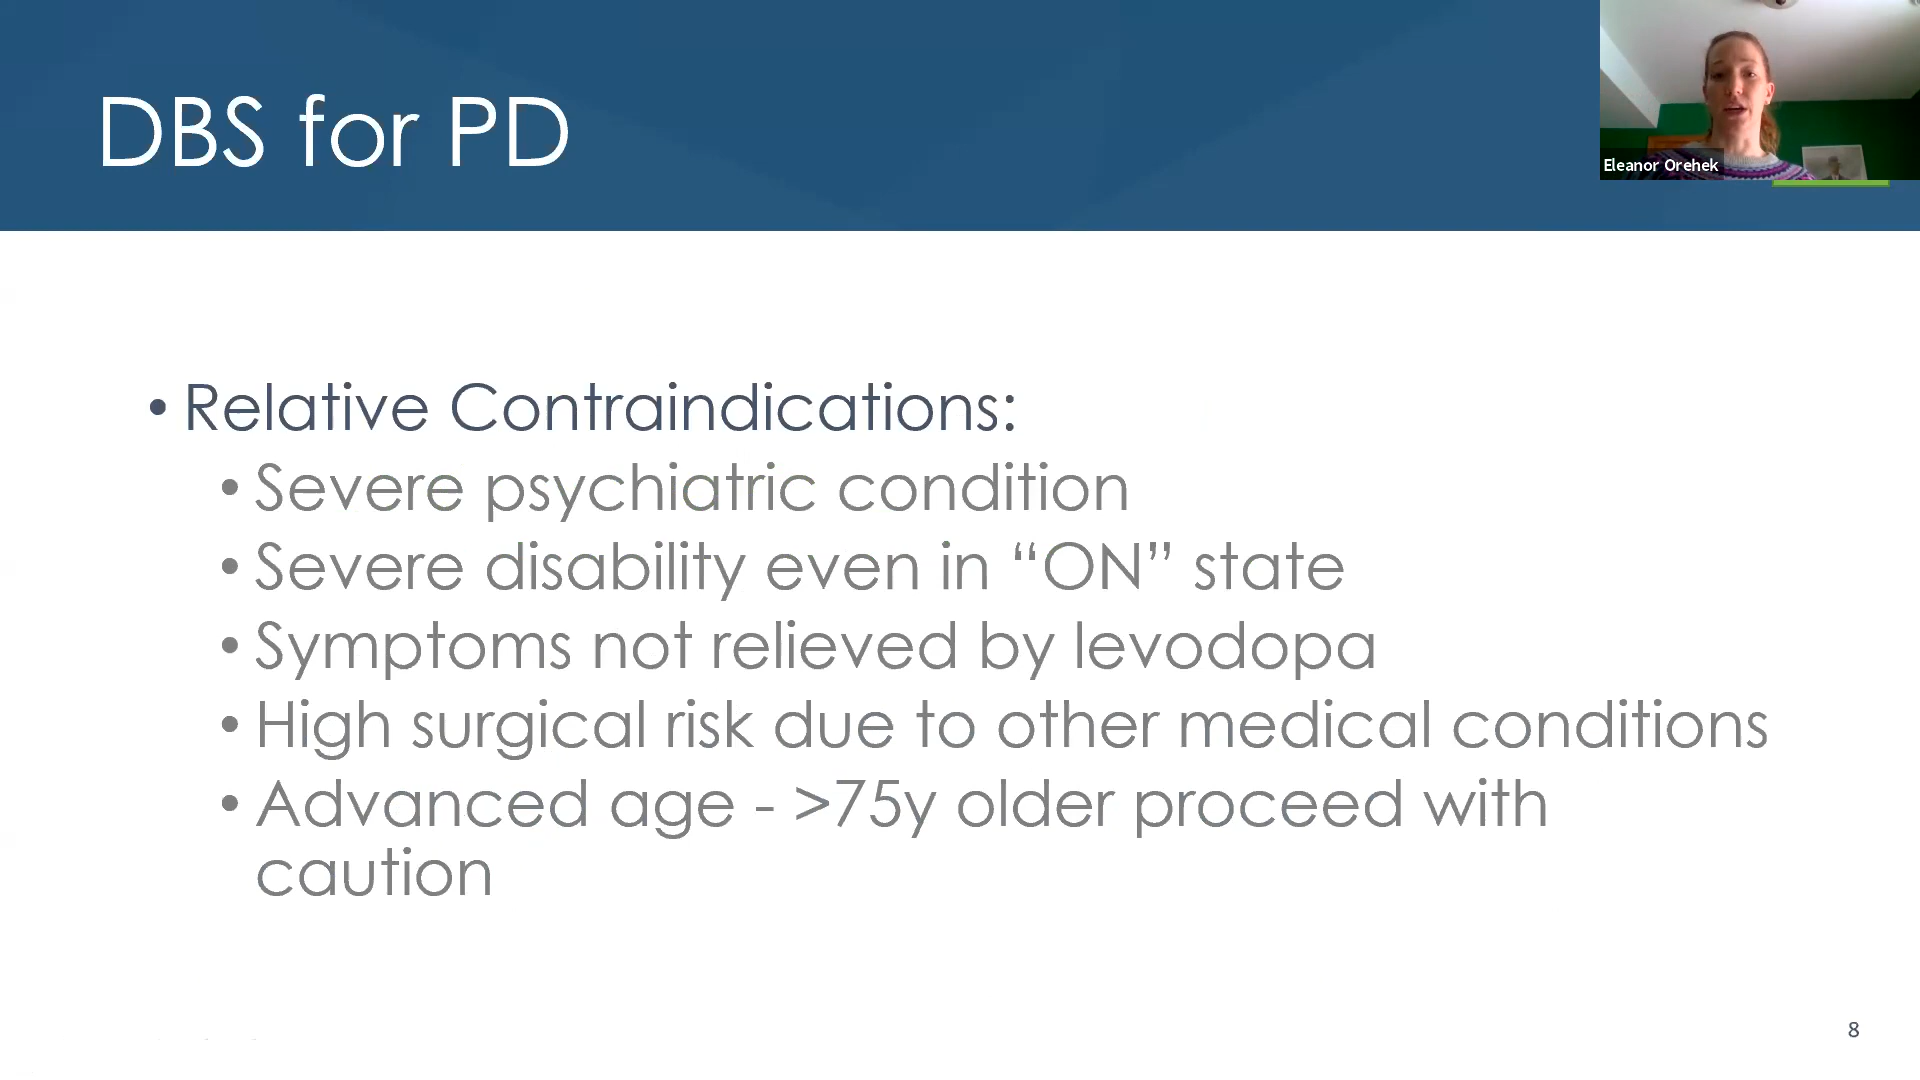 DBS for PD
Eleanor Orehek
• Relative Contraindications:
• Severe psychiatric condition
• Severe disability even in “ON” state
• Symptoms not relieved by levodopa
• High surgical risk due to other medical conditions
• Advanced age - >75y older proceed with
caution
8